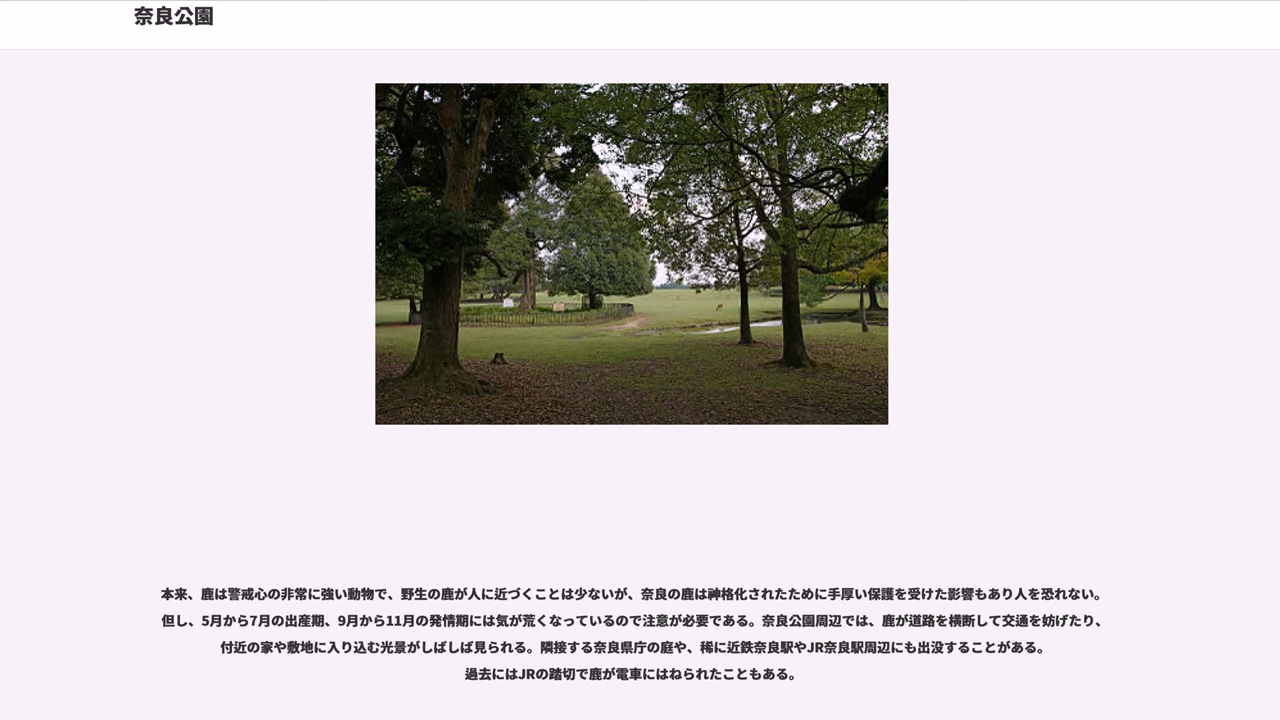 奈良公園
本来、鹿は警戒心の非常に強い動物で、野生の鹿が人に近づくことは少ないが、奈良の鹿は神格化されたために手厚い保護を受けた影響もあり人を恐れない。
但し、5月から7月の出産期、9月から11月の発情期には気が荒くなっているので注意が必要である。奈良公園周辺では、鹿が道路を横断して交通を妨げたり、
付近の家や敷地に入り込む光景がしばしば見られる。隣接する奈良県庁の庭や、稀に近鉄奈良駅やJR奈良駅周辺にも出没することがある。
過去にはJRの踏切で鹿が電車にはねられたこともある。